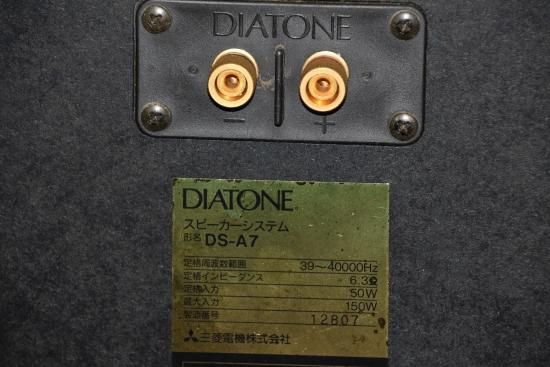 DIATONE
− +
DIATONE
スピーカーシステム
形名 DS-A7
定格周波数範囲 39〜40000Hz
定格インピーダンス 6.3Ω
定格入力 50W
最大入力 150W
製造番号 12807
三菱電機株式会社